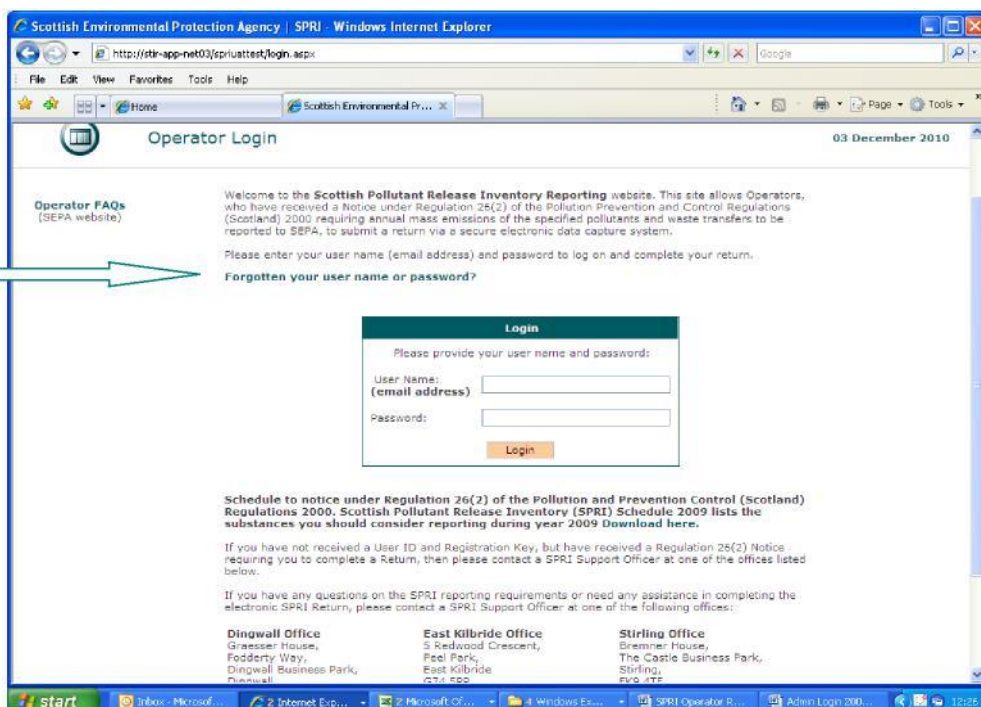 Scottish Environmental Protection Agency | SPRI - Windows Internet Explorer
http://stir-app-net03/spriuattest/login.aspx
Google
File Edit View Favorites Tools Help
Home
Scottish Environmental Pr...
Page
Tools
Operator Login
03 December 2010
Operator FAQs
(SEPA website)
Welcome to the Scottish Pollutant Release Inventory Reporting website. This site allows Operators,
who have received a Notice under Regulation 26(2) of the Pollution Prevention and Control Regulations
(Scotland) 2000 requiring annual mass emissions of the specified pollutants and waste transfers to be
reported to SEPA, to submit a return via a secure electronic data capture system.
Please enter your user name (email address) and password to log on and complete your return.
Forgotten your user name or password?
Login
Please provide your user name and password:
User Name:
(email address)
Password:
Login
Schedule to notice under Regulation 26(2) of the Pollution and Prevention Control (Scotland)
Regulations 2000. Scottish Pollutant Release Inventory (SPRI) Schedule 2009 lists the
substances you should consider reporting during year 2009 Download here.
If you have not received a User ID and Registration Key, but have received a Regulation 26(2) Notice
requiring you to complete a Return, then please contact a SPRI Support Officer at one of the offices listed
below.
If you have any questions on the SPRI reporting requirements or need any assistance in completing the
electronic SPRI Return, please contact a SPRI Support Officer at one of the following offices:
Dingwall Office
Graesser House,
Fodderty Way,
Dingwall Business Park,
Dingwall
East Kilbride Office
5 Redwood Crescent,
Peel Park,
East Kilbride
G74 5PP
Stirling Office
Bremner House,
The Castle Business Park,
Stirling,
FK9 4TF
start
Inbox - Microsof...
2 Internet Exp...
2 Microsoft Of...
4 Windows Ex...
SPRI Operator R...
Admin Login 200...
12:26